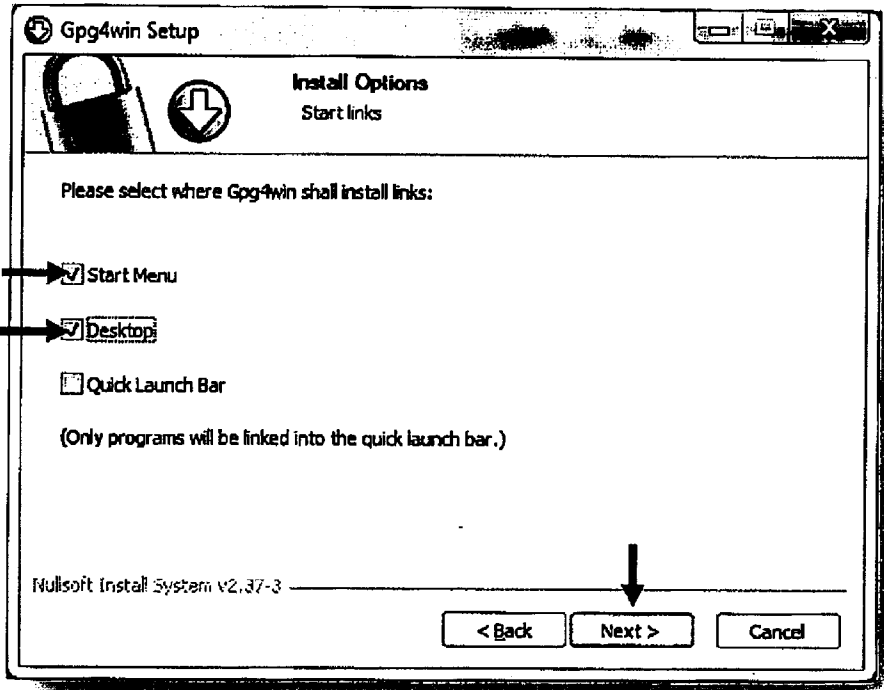 Gpg4win Setup
Install Options
Start links
Please select where Gpg4win shall install links:
Start Menu
Desktop
Quick Launch Bar
(Only programs will be linked into the quick launch bar.)
Nullsoft Install System v2.37-3
< Back Next > Cancel